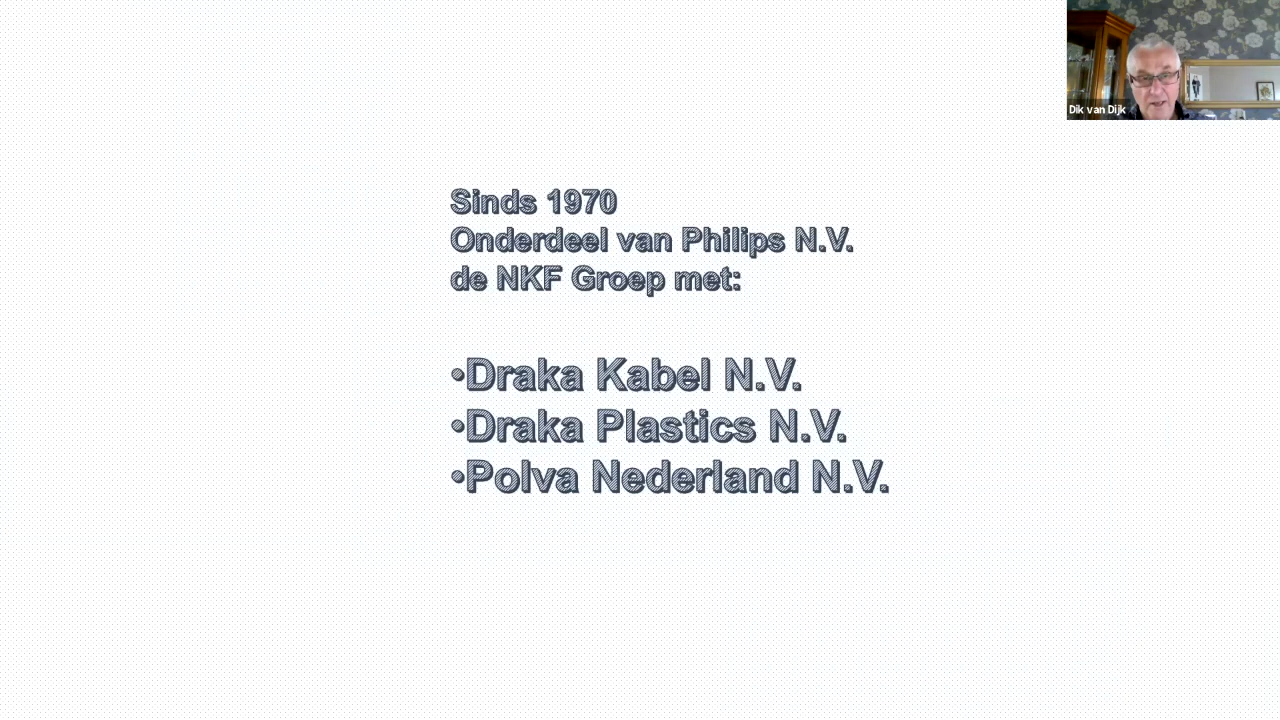 Dik van Dijk
Sinds 1970
Onderdeel van Philips N.V.
de NKF Groep met:
•Draka Kabel N.V.
•Draka Plastics N.V.
•Polva Nederland N.V.